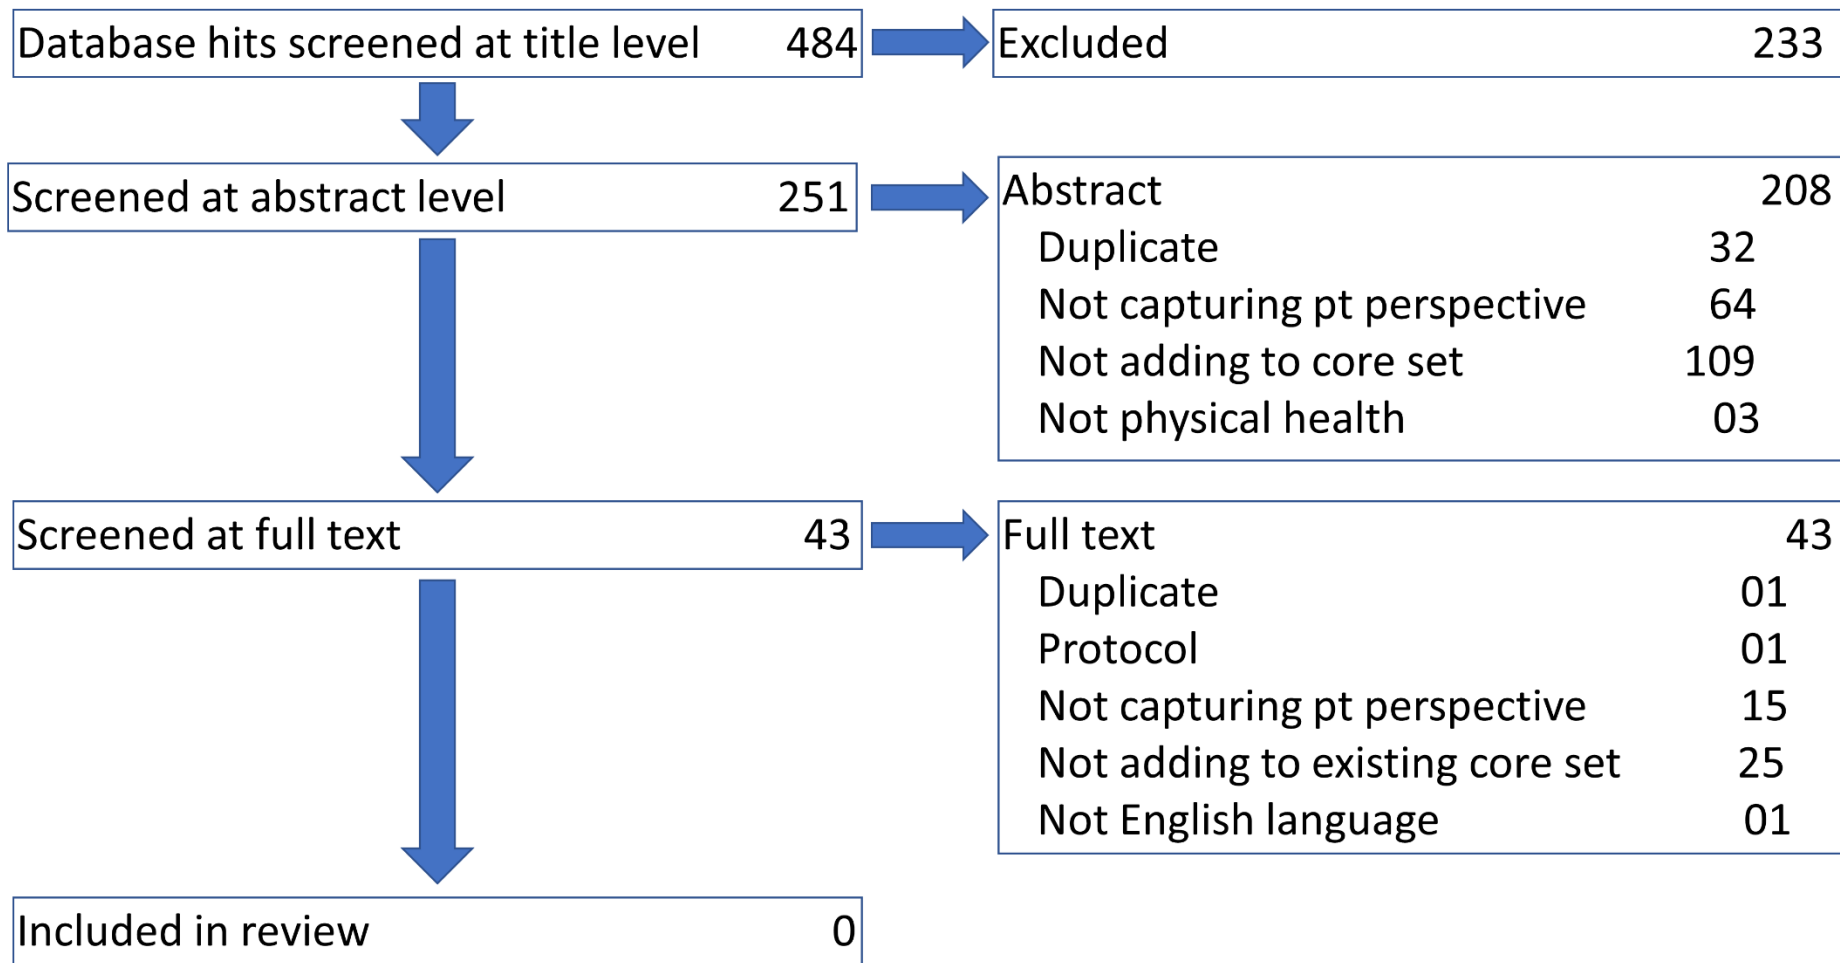 Database hits screened at title level 484
Excluded 233
Screened at abstract level 251
Abstract 208
Duplicate 32
Not capturing pt perspective 64
Not adding to core set 109
Not physical health 03
Screened at full text 43
Full text 43
Duplicate 01
Protocol 01
Not capturing pt perspective 15
Not adding to existing core set 25
Not English language 01
Included in review 0